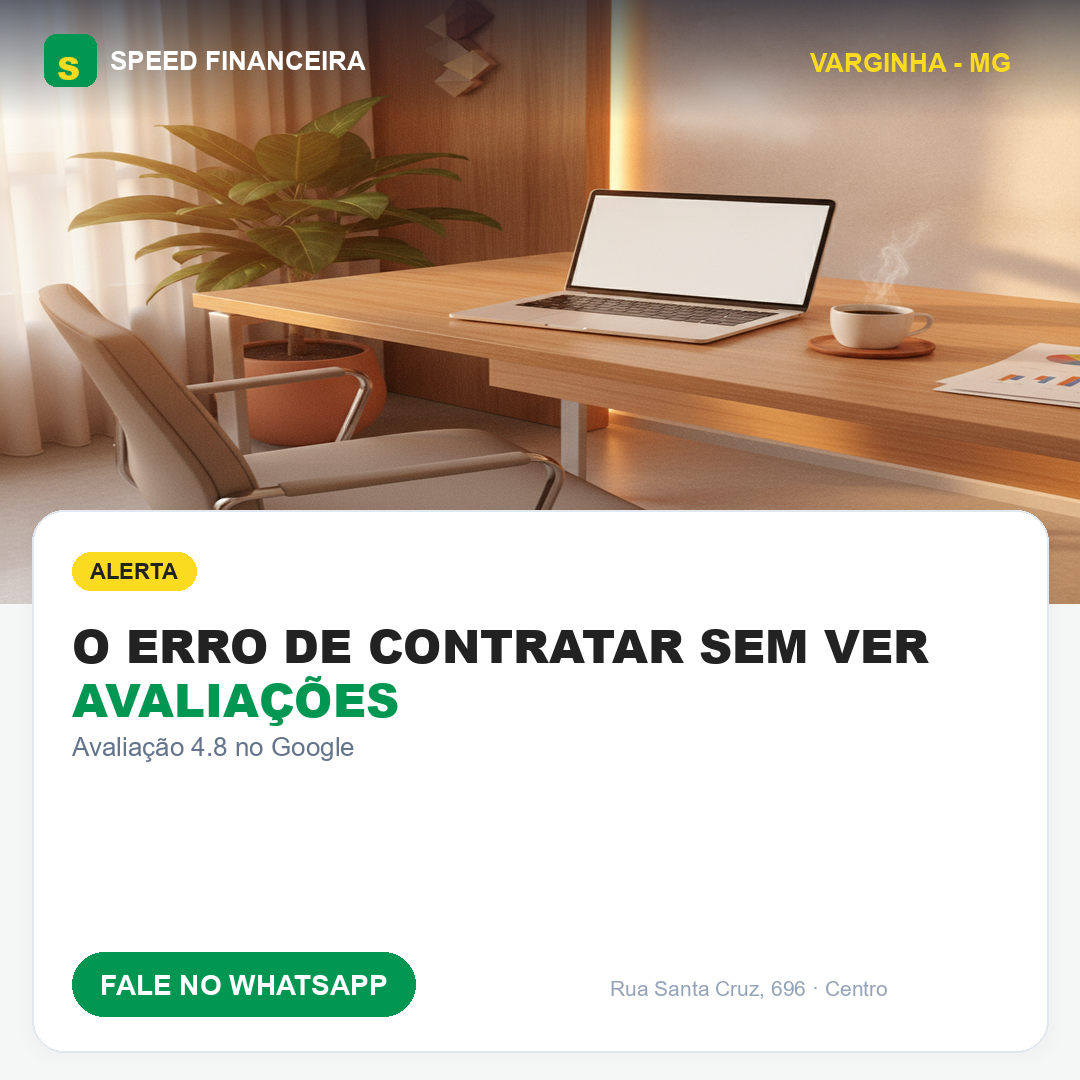 S SPEED FINANCEIRA
VARGINHA - MG
ALERTA
O ERRO DE CONTRATAR SEM VER
AVALIAÇÕES
Avaliação 4.8 no Google
FALE NO WHATSAPP
Rua Santa Cruz, 696 · Centro